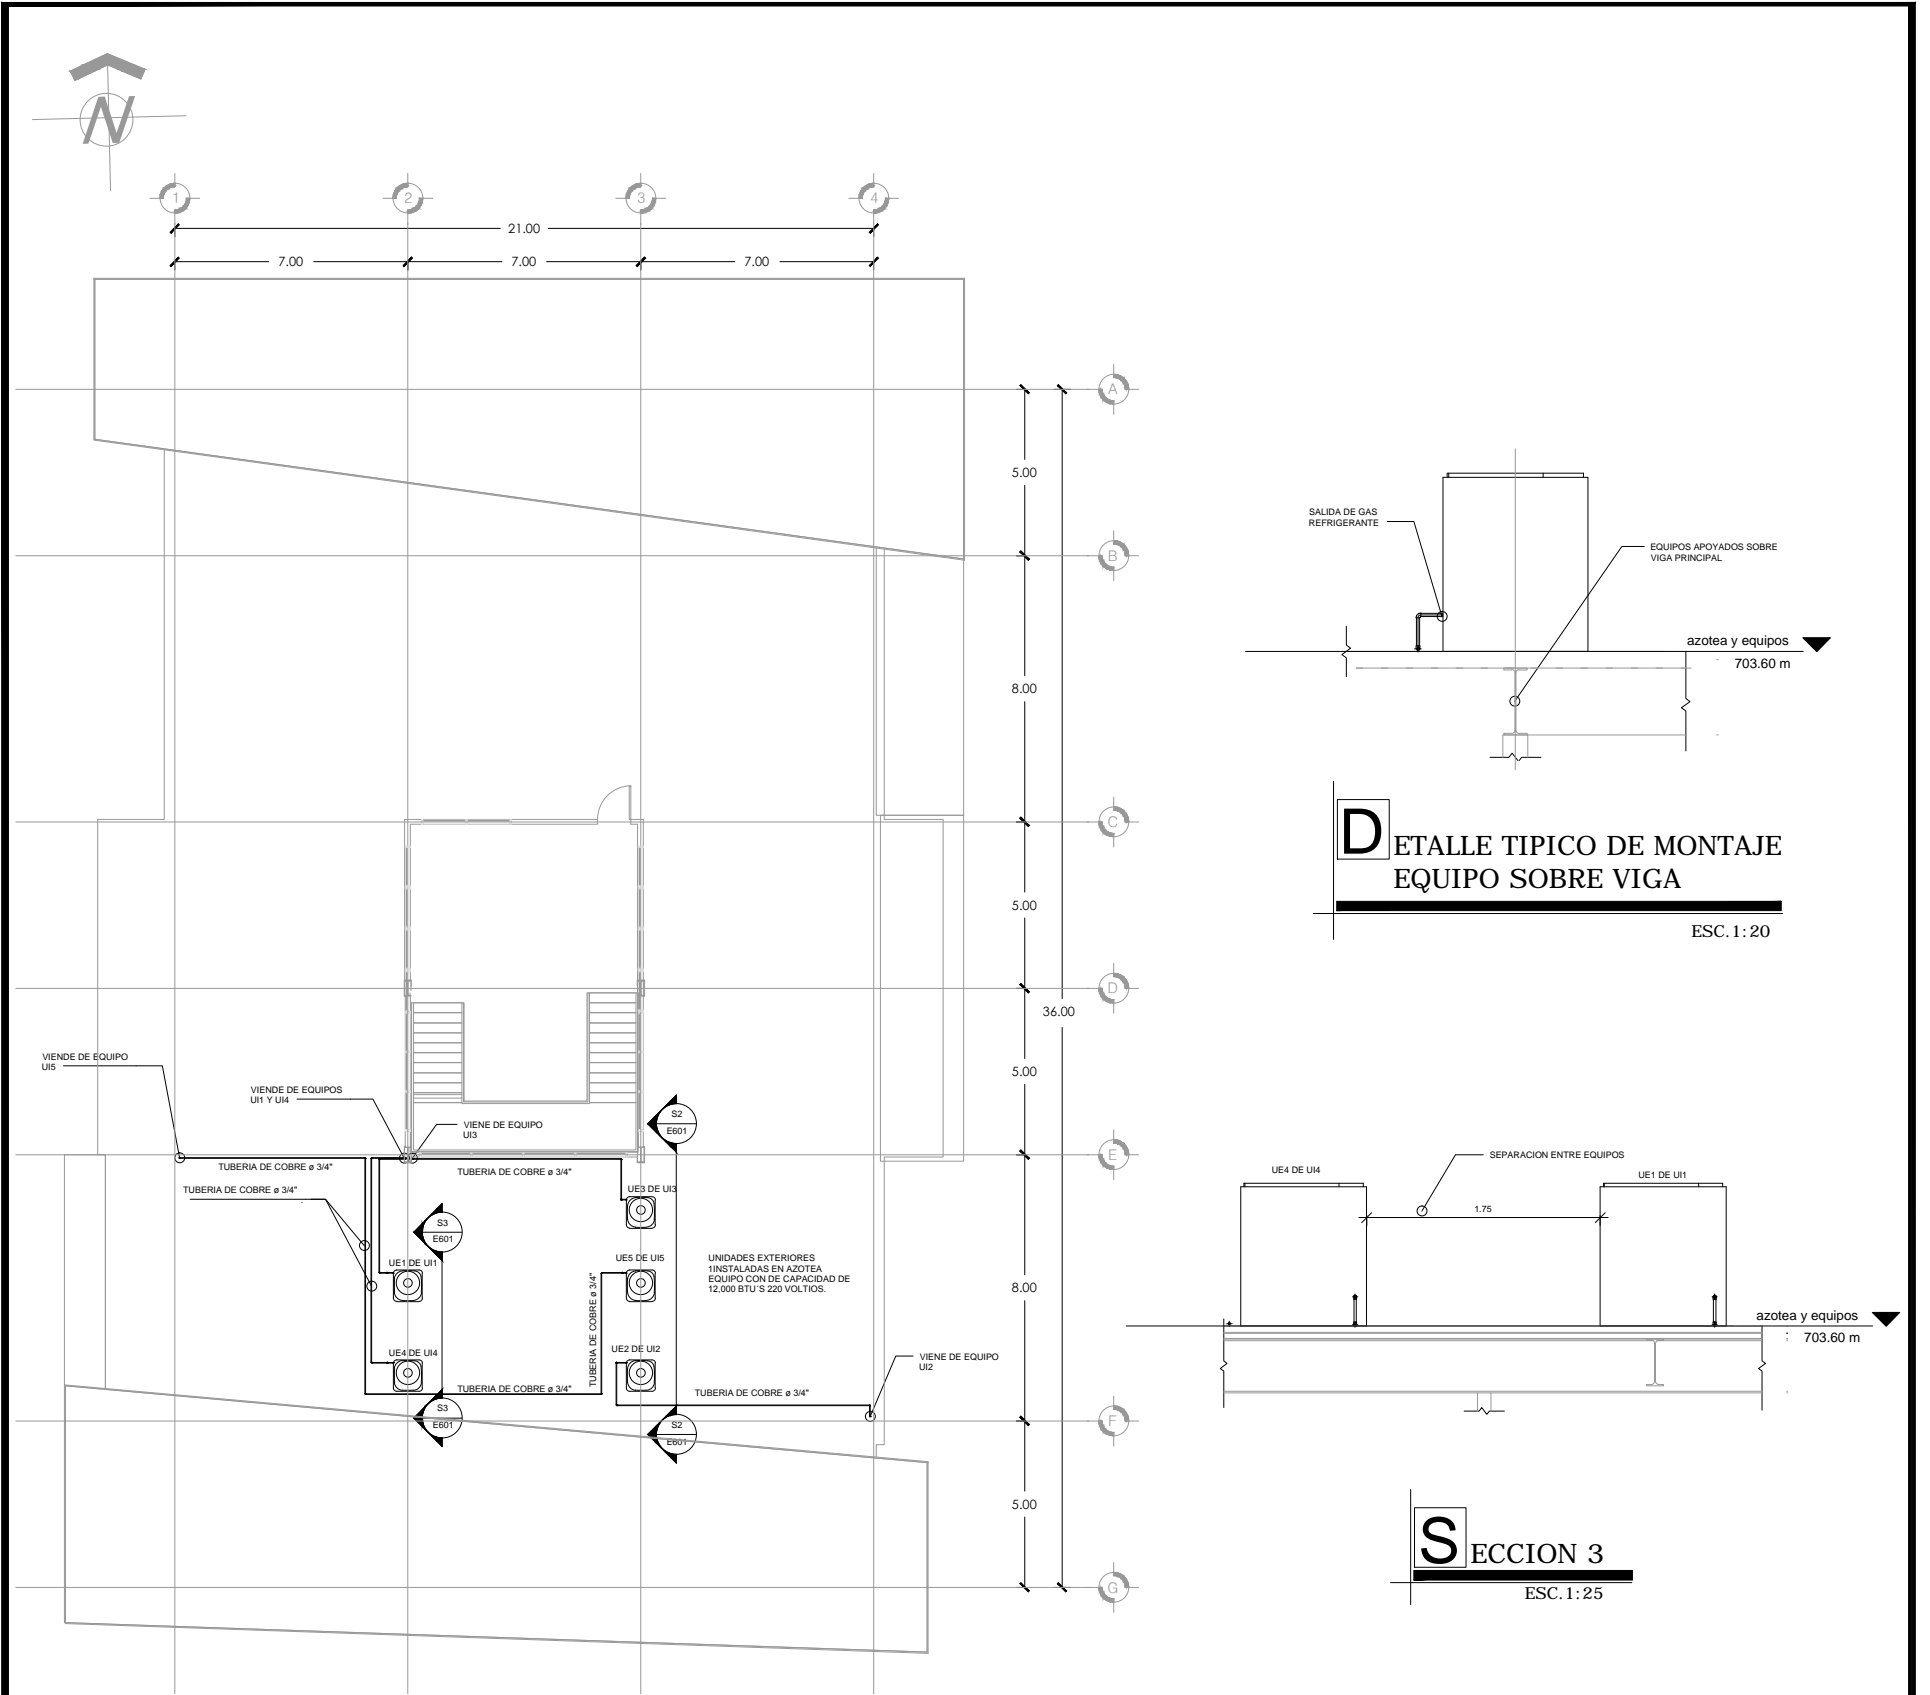 N
1
2
3
4
21.00
7.00
7.00
7.00
A
5.00
B
8.00
C
5.00
D
36.00
5.00
E
8.00
F
5.00
G
VIENDE DE EQUIPO
UI5
VIENDE DE EQUIPOS
UI1 Y UI4
VIENE DE EQUIPO
UI3
S2
E601
TUBERIA DE COBRE ø 3/4"
TUBERIA DE COBRE ø 3/4"
TUBERIA DE COBRE ø 3/4"
UE3 DE UI3
S3
E601
UE1 DE UI1
UE5 DE UI5
UNIDADES EXTERIORES
1INSTALADAS EN AZOTEA
EQUIPO CON DE CAPACIDAD DE
12,000 BTU´S 220 VOLTIOS.
TUBERIA DE COBRE ø 3/4"
UE4 DE UI4
UE2 DE UI2
VIENE DE EQUIPO
UI2
TUBERIA DE COBRE ø 3/4"
TUBERIA DE COBRE ø 3/4"
S3
E601
S2
E601
SALIDA DE GAS
REFRIGERANTE
EQUIPOS APOYADOS SOBRE
VIGA PRINCIPAL
azotea y equipos
703.60 m
DETALLE TIPICO DE MONTAJE
EQUIPO SOBRE VIGA
ESC.1:20
SEPARACION ENTRE EQUIPOS
UE4 DE UI4
UE1 DE UI1
1.75
azotea y equipos
703.60 m
SECCION 3
ESC.1:25